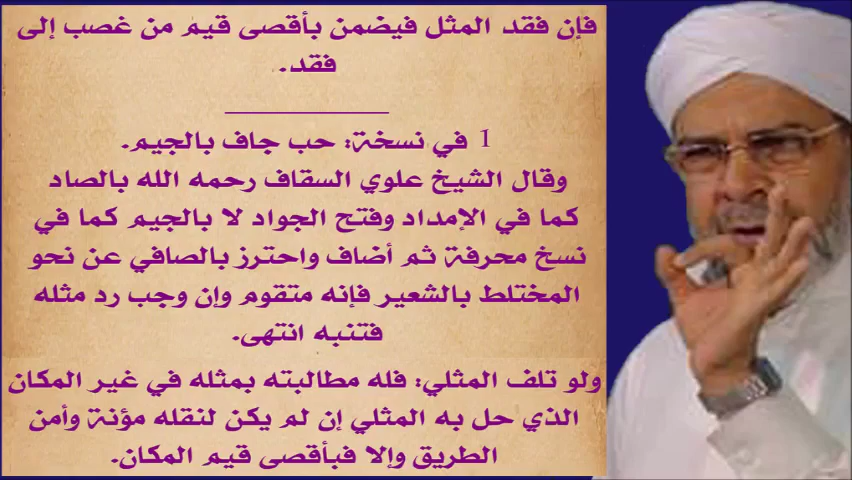 فإن فقد المثل فيضمن بأقصى قيم من غصب إلى
فقد.
1 في نسخة: حب جاف بالجيم.
وقال الشيخ علوي السقاف رحمه الله بالصاد
كما في الإمداد وفتح الجواد لا بالجيم كما في
نسخ محرفة ثم أضاف واحترز بالصافي عن نحو
المختلط بالشعير فإنه متقوم وإن وجب رد مثله
فتنبه انتهى.
ولو تلف المثلي: فله مطالبته بمثله في غير المكان
الذي حل به المثلي إن لم يكن لنقله مؤنة وأمن
الطريق وإلا فبأقصى قيم المكان.